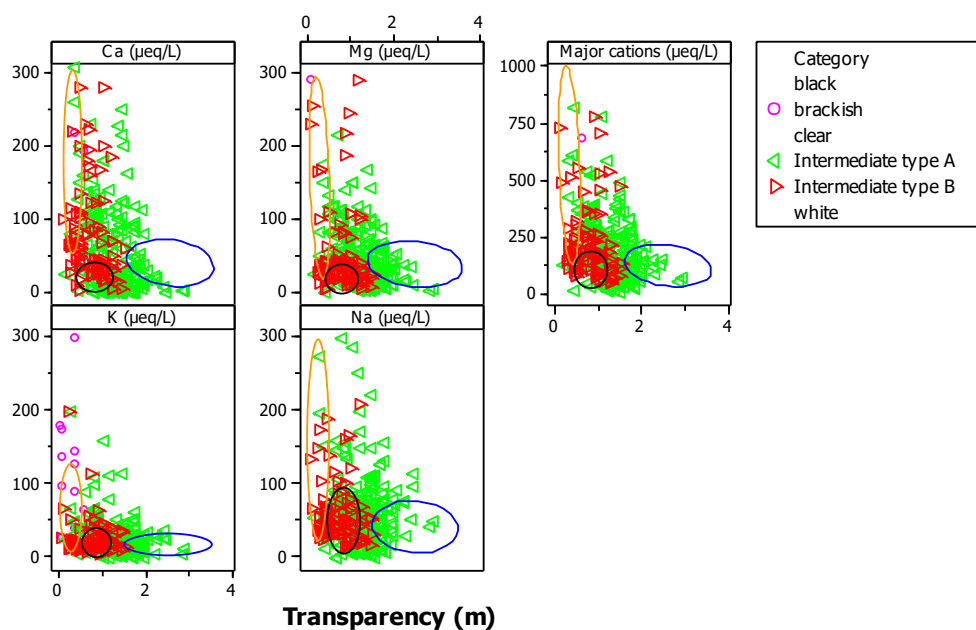 0 2 4
Ca (µeq/L) Mg (µeq/L) Major cations (µeq/L)
300 300 1000
200 200 750
100 100 500
0 0 250
0
0 2 4
Category
black
brackish
clear
Intermediate type A
Intermediate type B
white
K (µeq/L) Na (µeq/L)
300 300
200 200
100 100
0 0
0 2 4
Transparency (m)